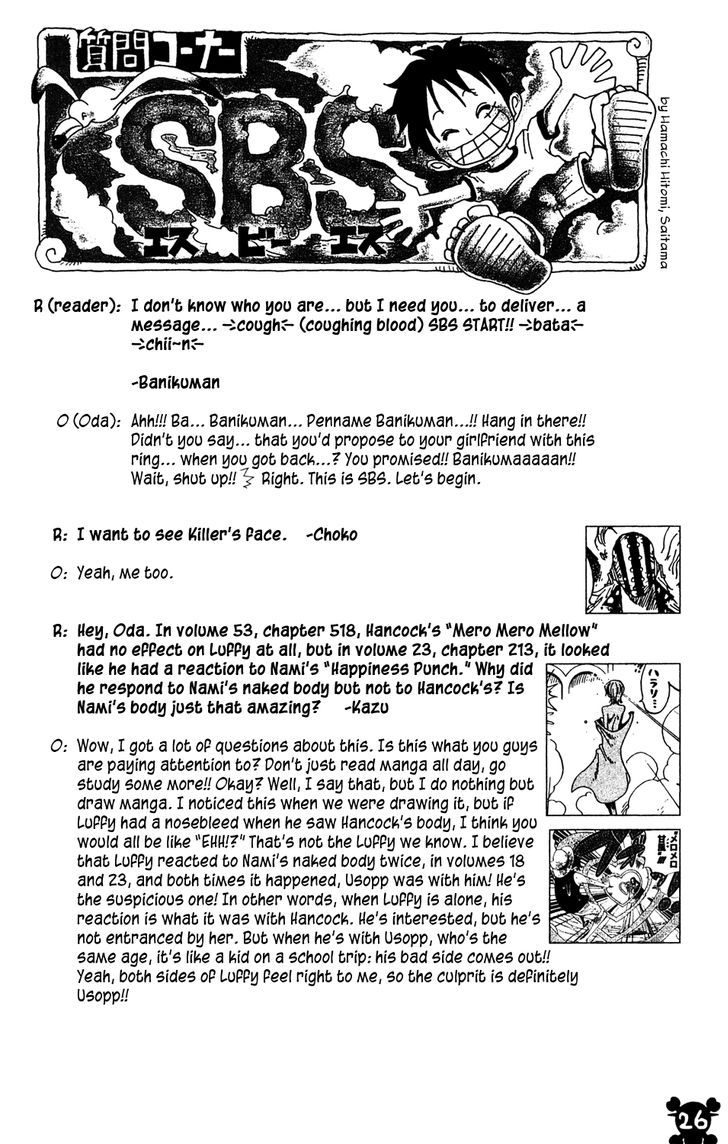 質問コーナー
SBS
エス ビー エス
by Hamachi Hitomi, Saitama
R (reader): I don't know who you are... but I need you... to deliver... a
message... →cough← (coughing blood) SBS START!! →bata←
→chii~n←
-Banikuman
O (Oda): Ahh!!! Ba... Banikuman... Penname Banikuman...!! Hang in there!!
Didn't you say... that you'd propose to your girlfriend with this
ring... when you got back...? You promised!! Banikumaaaaan!!
Wait, shut up!! Right. This is SBS. Let's begin.
R: I want to see Killer's face. -Choko
O: Yeah, me too.
R: Hey, Oda. In volume 53, chapter 518, Hancock's "Mero Mero Mellow"
had no effect on Luffy at all, but in volume 23, chapter 213, it looked
like he had a reaction to Nami's "Happiness Punch." Why did
he respond to Nami's naked body but not to Hancock's? Is
Nami's body just that amazing? -Kazu
ハラリ…
O: Wow, I got a lot of questions about this. Is this what you guys
are paying attention to? Don't just read manga all day, go
study some more!! Okay? Well, I say that, but I do nothing but
draw manga. I noticed this when we were drawing it, but if
Luffy had a nosebleed when he saw Hancock's body, I think you
would all be like "EHH!?" That's not the Luffy we know. I believe
that Luffy reacted to Nami's naked body twice, in volumes 18
and 23, and both times it happened, Usopp was with him! He's
the suspicious one! In other words, when Luffy is alone, his
reaction is what it was with Hancock. He's interested, but he's
not entranced by her. But when he's with Usopp, who's the
same age, it's like a kid on a school trip: his bad side comes out!!
Yeah, both sides of Luffy feel right to me, so the culprit is definitely
Usopp!!
メロメロ
26